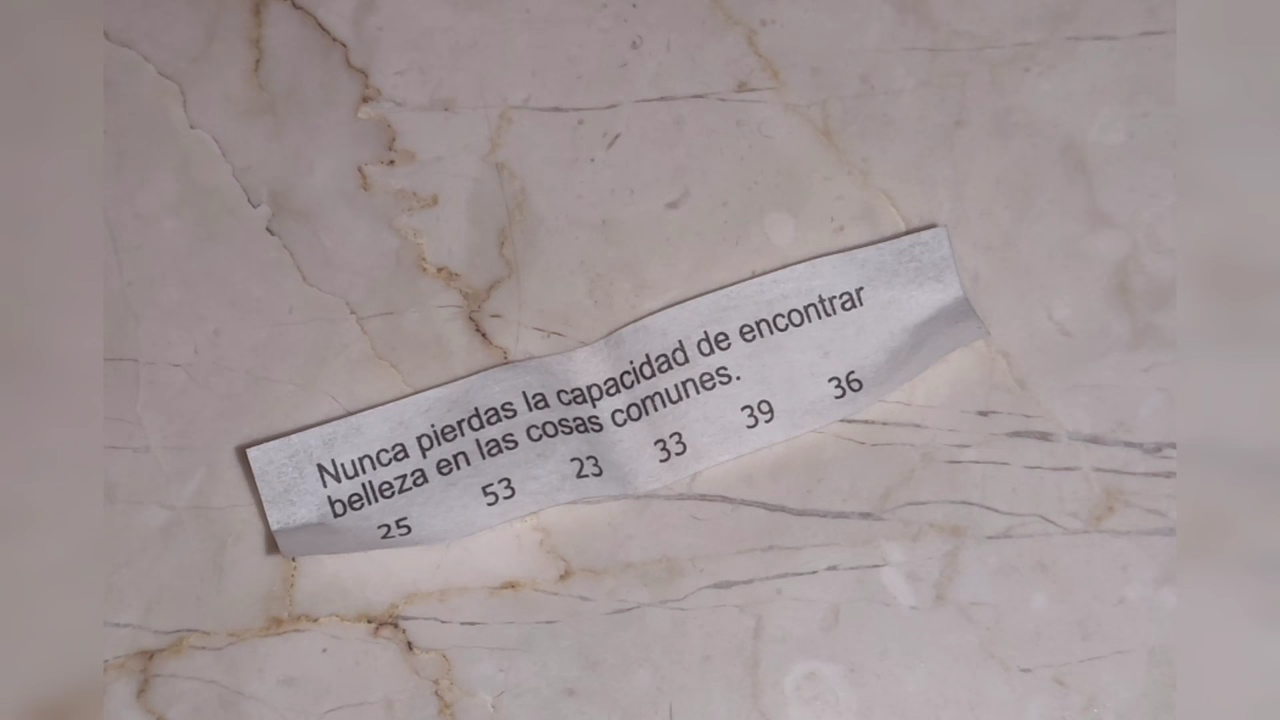 Nunca pierdas la capacidad de encontrar
belleza en las cosas comunes.
25 53 23 33 39 36